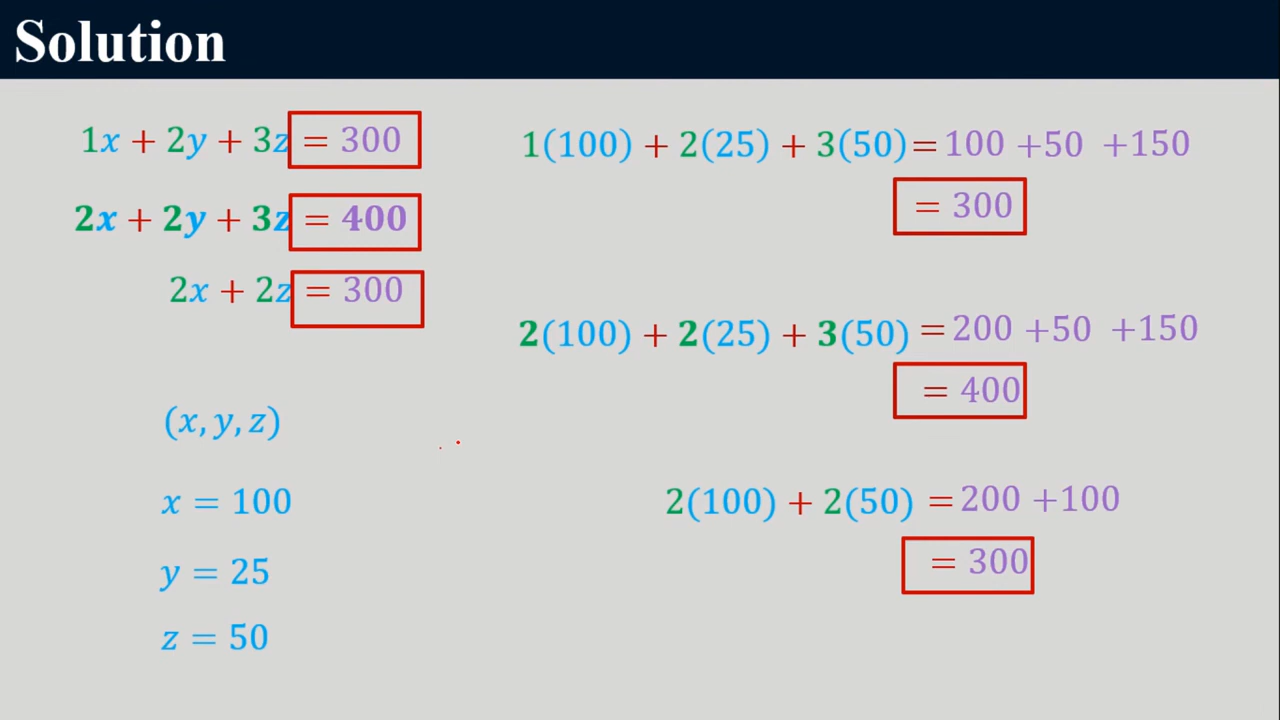 Solution
1x + 2y + 3z = 300
2x + 2y + 3z = 400
2x + 2z = 300
(x, y, z)
x = 100
y = 25
z = 50
1(100) + 2(25) + 3(50) = 100 +50 +150
= 300
2(100) + 2(25) + 3(50) = 200 +50 +150
= 400
2(100) + 2(50) = 200 +100
= 300